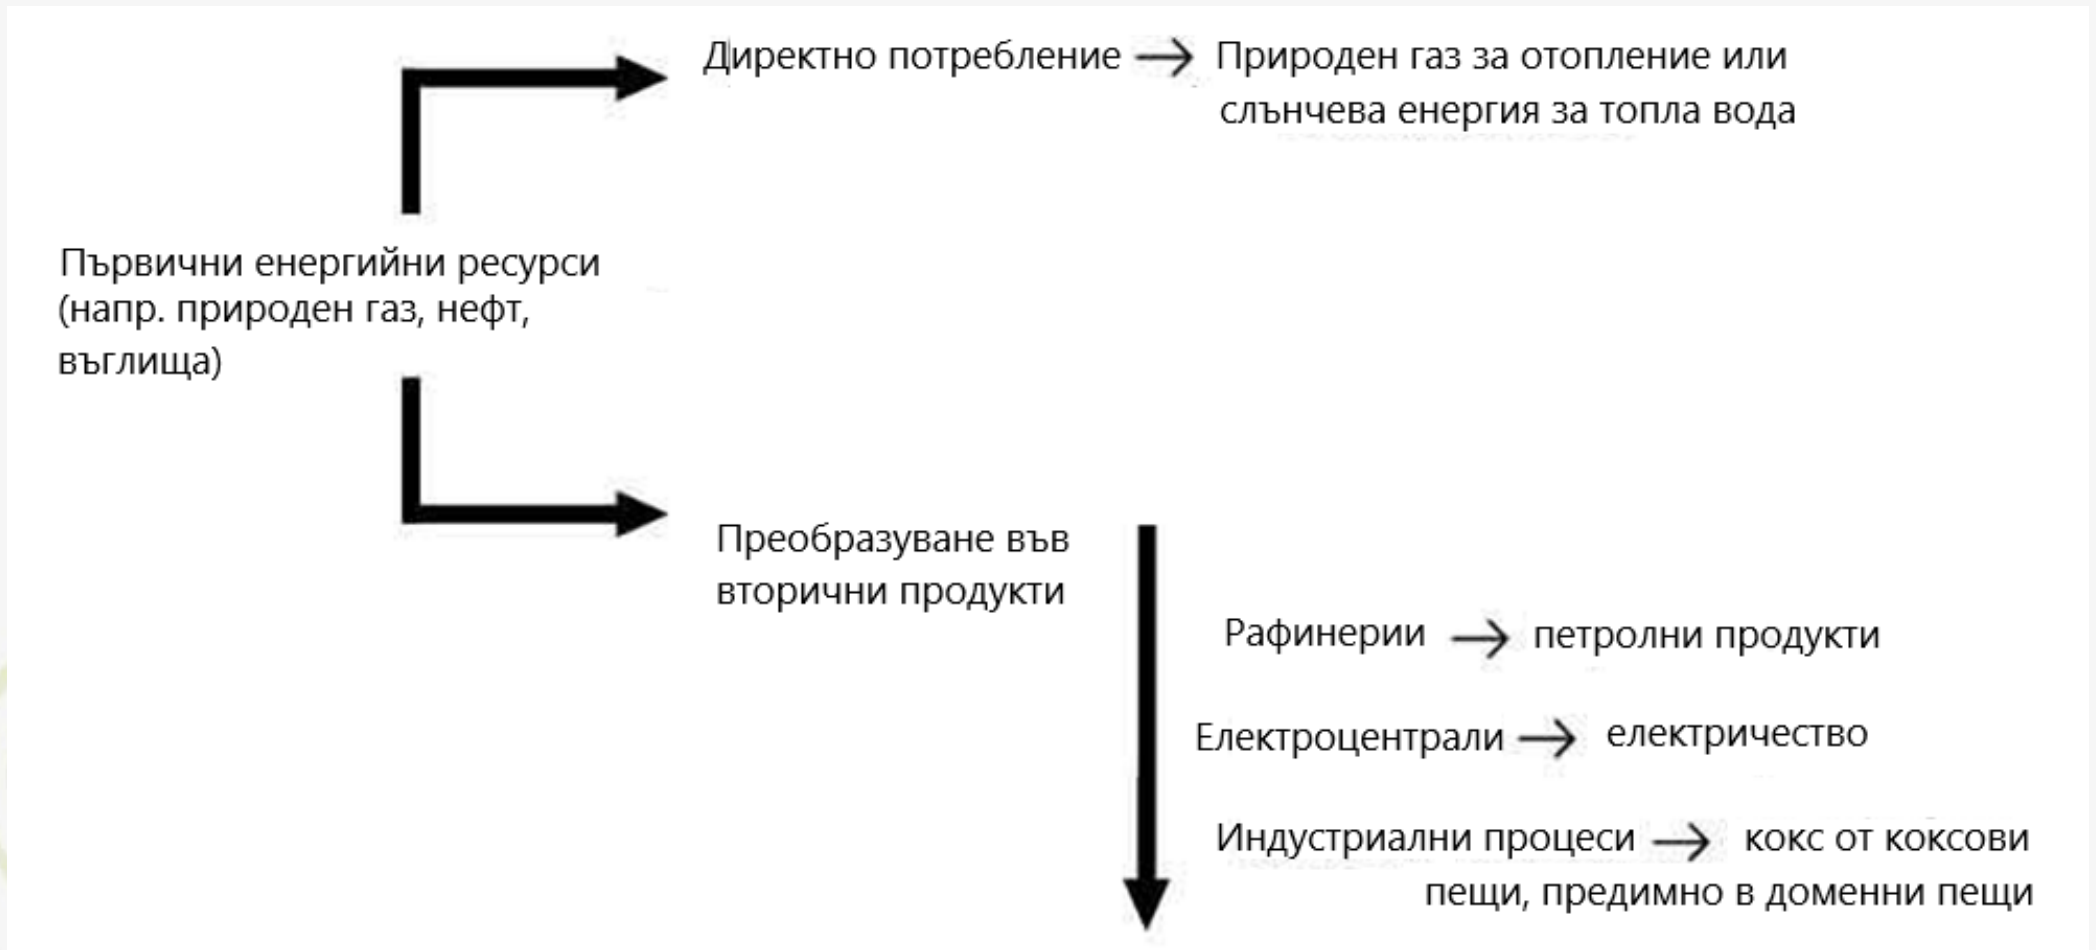 Директно потребление → Природен газ за отопление или
слънчева енергия за топла вода
Първични енергийни ресурси
(напр. природен газ, нефт,
въглища)
Преобразуване във
вторични продукти
Рафинерии → петролни продукти
Електроцентрали → електричество
Индустриални процеси → кокс от коксови
пещи, предимно в доменни пещи